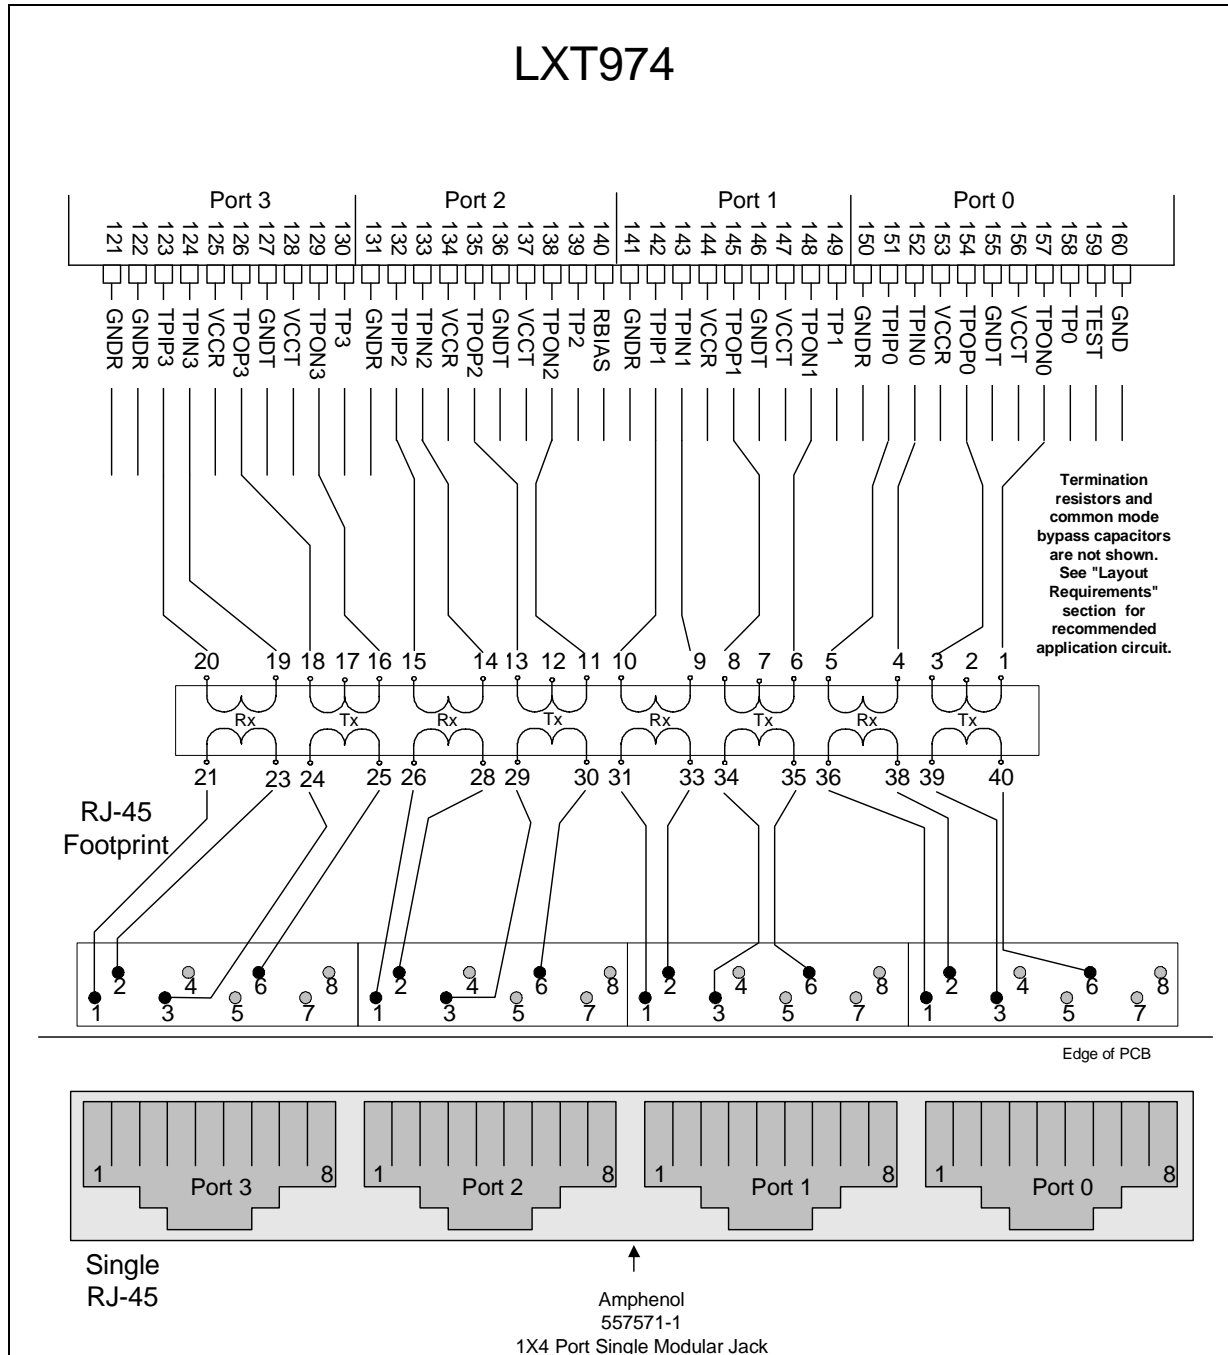 LXT974
Port 3 Port 2 Port 1 Port 0
121 122 123 124 125 126 127 128 129 130 131 132 133 134 135 136 137 138 139 140 141 142 143 144 145 146 147 148 149 150 151 152 153 154 155 156 157 158 159 160
GNDR GNDR TPIP3 TPIN3 VCCR TPOP3 GNDT VCCT TPON3 TP3 GNDR TPIP2 TPIN2 VCCR TPOP2 GNDT VCCT TPON2 TP2 RBIAS GNDR TPIP1 TPIN1 VCCR TPOP1 GNDT VCCT TPON1 TP1 GNDR TPIP0 TPIN0 VCCR TPOP0 GNDT VCCT TPON0 TP0 TEST GND
Termination
resistors and
common mode
bypass capacitors
are not shown.
See "Layout
Requirements"
section for
recommended
application circuit.
20 19 18 17 16 15 14 13 12 11 10 9 8 7 6 5 4 3 2 1
Rx Tx Rx Tx Rx Tx Rx Tx
21 23 24 25 26 28 29 30 31 33 34 35 36 38 39 40
RJ-45
Footprint
2 4 6 8 2 4 6 8 2 4 6 8 2 4 6 8
1 3 5 7 1 3 5 7 1 3 5 7 1 3 5 7
Edge of PCB
1 Port 3 8 1 Port 2 8 1 Port 1 8 1 Port 0 8
Single
RJ-45
Amphenol
557571-1
1X4 Port Single Modular Jack